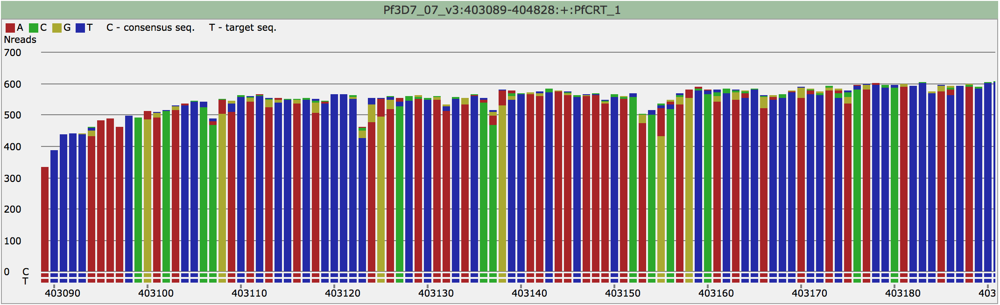 Pf3D7_07_v3:403089-404828:+:PfCRT_1
A C G T C - consensus seq. T - target seq.
Nreads
700
600
500
400
300
200
100
0 C
T
403090 403100 403110 403120 403130 403140 403150 403160 403170 403180 403